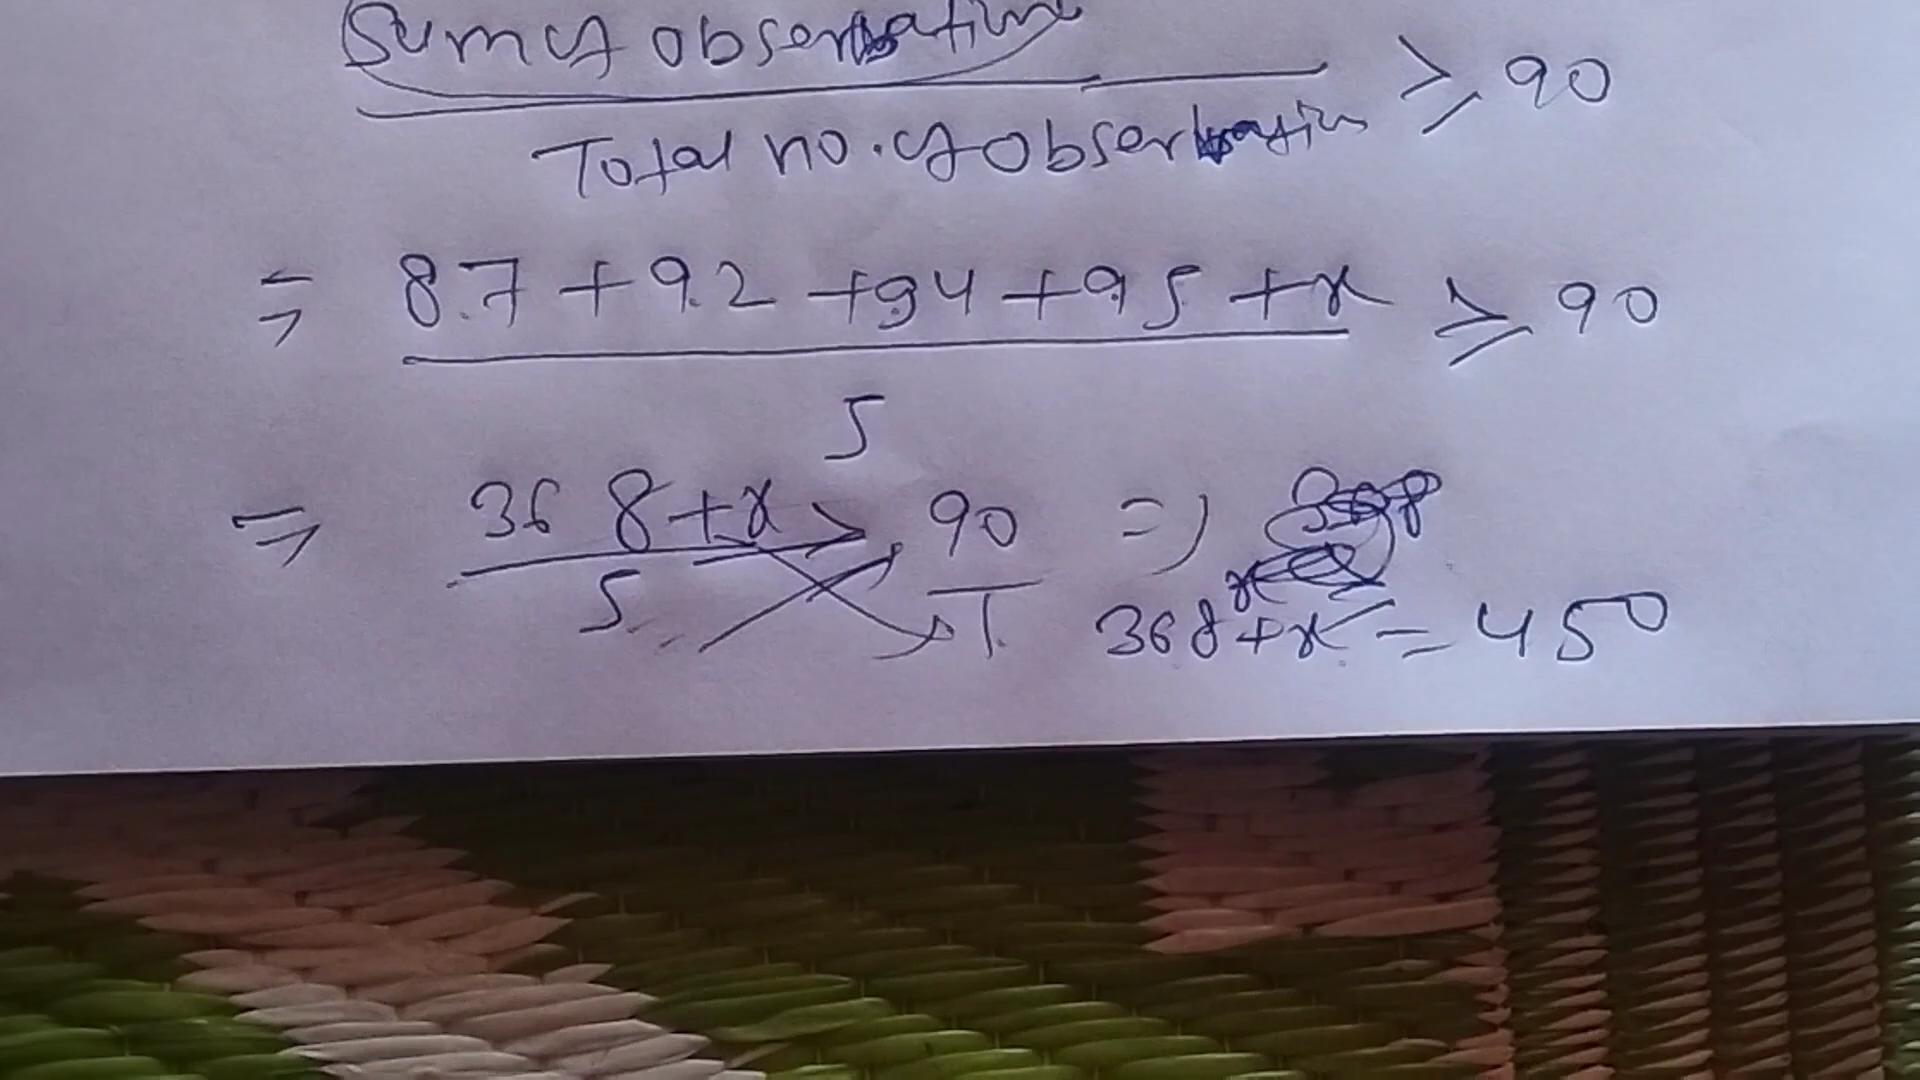 Sum of observations
≥ 90
Total no. of observation
⇒ 87 + 92 + 94 + 95 + x ≥ 90
5
⇒ 368 + x ≥ 90 ⇒
5 1 368 + x = 450